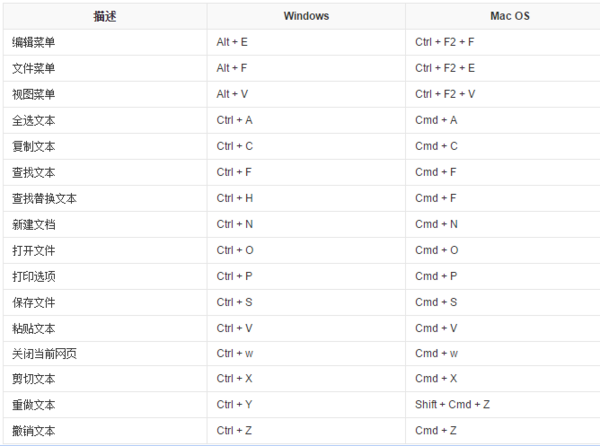 描述 Windows Mac OS
编辑菜单 Alt + E Ctrl + F2 + F
文件菜单 Alt + F Ctrl + F2 + E
视图菜单 Alt + V Ctrl + F2 + V
全选文本 Ctrl + A Cmd + A
复制文本 Ctrl + C Cmd + C
查找文本 Ctrl + F Cmd + F
查找替换文本 Ctrl + H Cmd + F
新建文档 Ctrl + N Cmd + N
打开文件 Ctrl + O Cmd + O
打印选项 Ctrl + P Cmd + P
保存文件 Ctrl + S Cmd + S
粘贴文本 Ctrl + V Cmd + V
关闭当前网页 Ctrl + w Cmd + w
剪切文本 Ctrl + X Cmd + X
重做文本 Ctrl + Y Shift + Cmd + Z
撤销文本 Ctrl + Z Cmd + Z